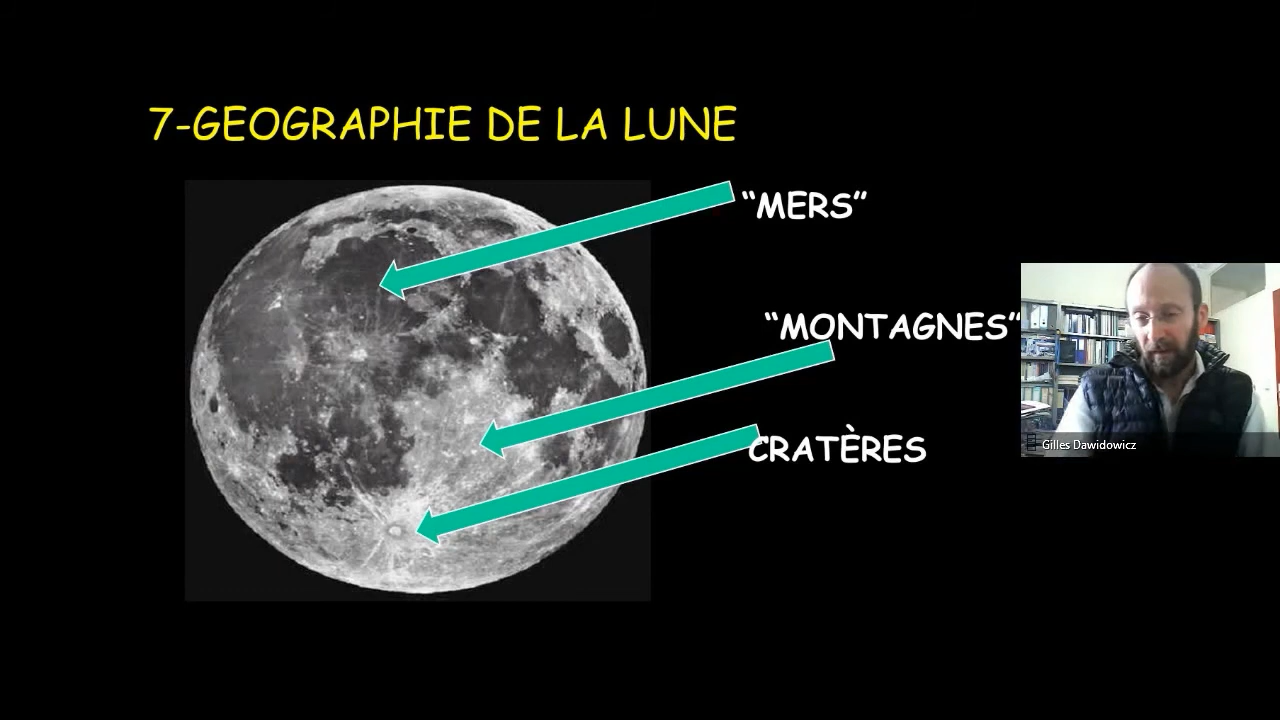 7-GEOGRAPHIE DE LA LUNE
“MERS”
“MONTAGNES”
CRATÈRES
Gilles Dawidowicz